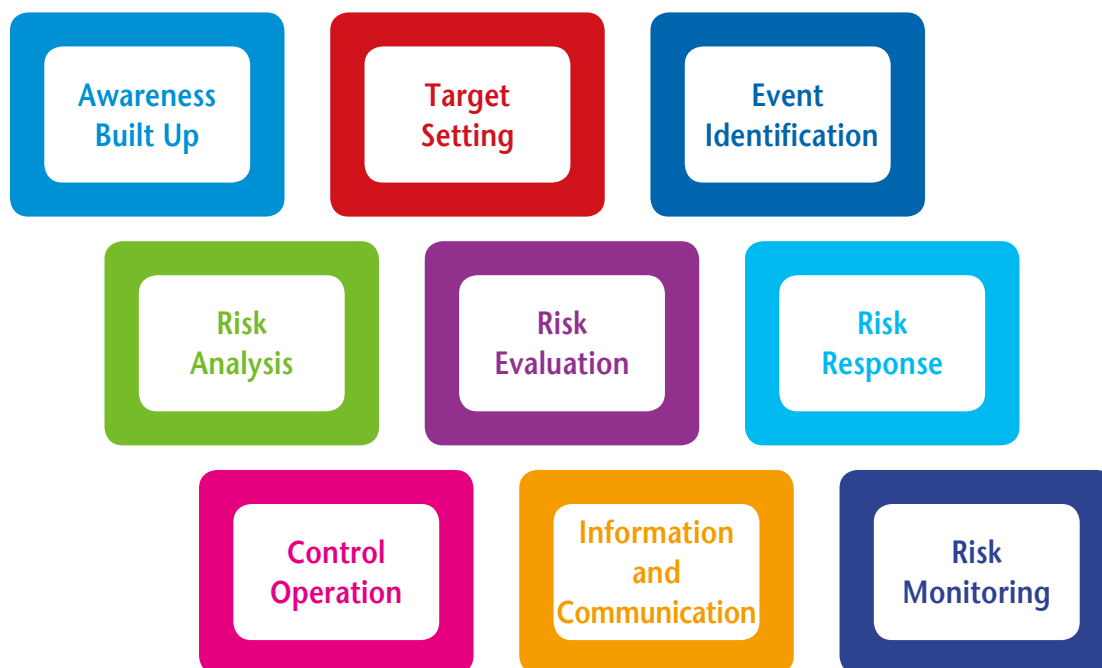 Awareness
Built Up
Target
Setting
Event
Identification
Risk
Analysis
Risk
Evaluation
Risk
Response
Control
Operation
Information
and
Communication
Risk
Monitoring